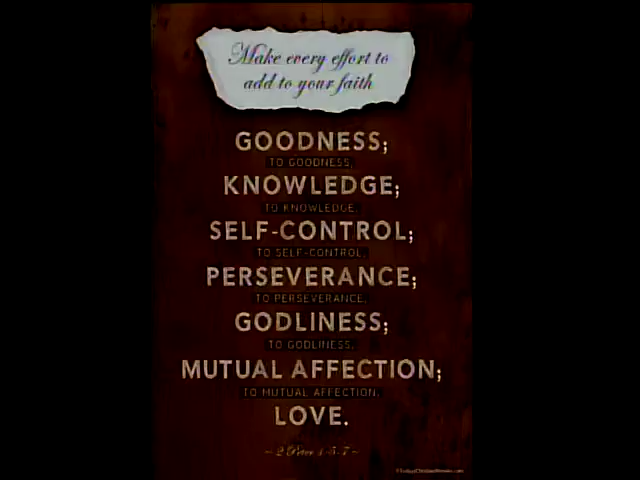 Make every effort to
add to your faith
GOODNESS;
TO GOODNESS,
KNOWLEDGE;
TO KNOWLEDGE,
SELF-CONTROL;
TO SELF-CONTROL,
PERSEVERANCE;
TO PERSEVERANCE,
GODLINESS;
TO GODLINESS,
MUTUAL AFFECTION;
TO MUTUAL AFFECTION,
LOVE.
~ 2 Peter 1:5-7 ~